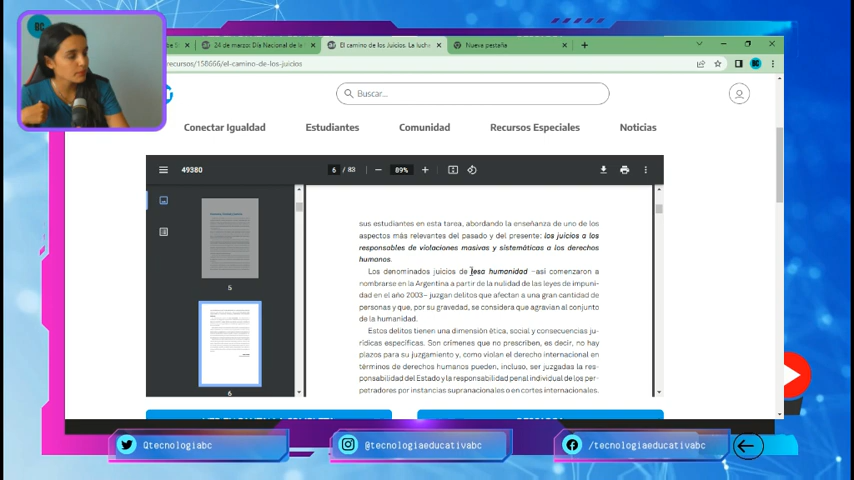 BC
24 de marzo: Día Nacional de la
El camino de los Juicios. La luch
Nueva pestaña
recursos/158666/el-camino-de-los-juicios
Buscar...
Conectar Igualdad Estudiantes Comunidad Recursos Especiales Noticias
49380
6 / 83
89%
5
6
sus estudiantes en esta tarea, abordando la enseñanza de uno de los
aspectos más relevantes del pasado y del presente: los juicios a los
responsables de violaciones masivas y sistemáticas a los derechos
humanos.
Los denominados juicios de lesa humanidad –así comenzaron a
nombrarse en la Argentina a partir de la nulidad de las leyes de impuni-
dad en el año 2003– juzgan delitos que afectan a una gran cantidad de
personas y que, por su gravedad, se considera que agravian al conjunto
de la humanidad.
Estos delitos tienen una dimensión ética, social y consecuencias ju-
rídicas específicas. Son crímenes que no prescriben, es decir, no hay
plazos para su juzgamiento y, como violan el derecho internacional en
términos de derechos humanos pueden, incluso, ser juzgadas la res-
ponsabilidad del Estado y la responsabilidad penal individual de los per-
petradores por instancias supranacionales o en cortes internacionales.
Qtecnologiabc
@tecnologiaeducativabc
/tecnologiaeducativabc